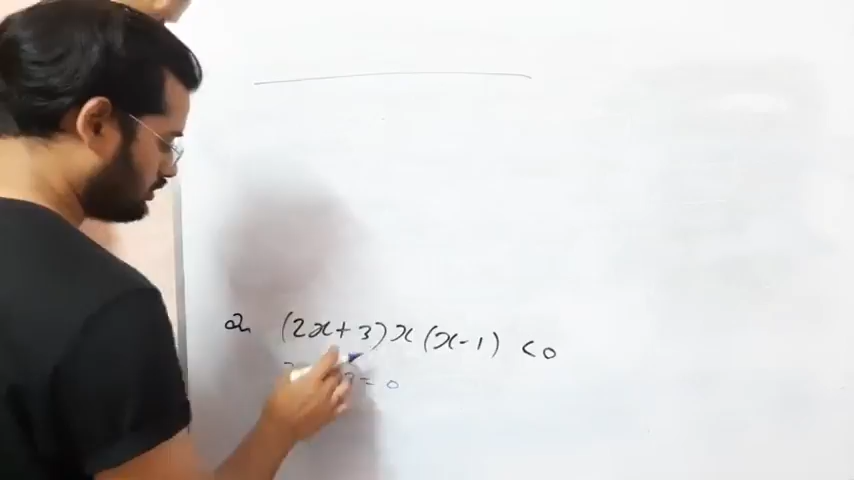 (2x+3)x(x-1) <0
= 0